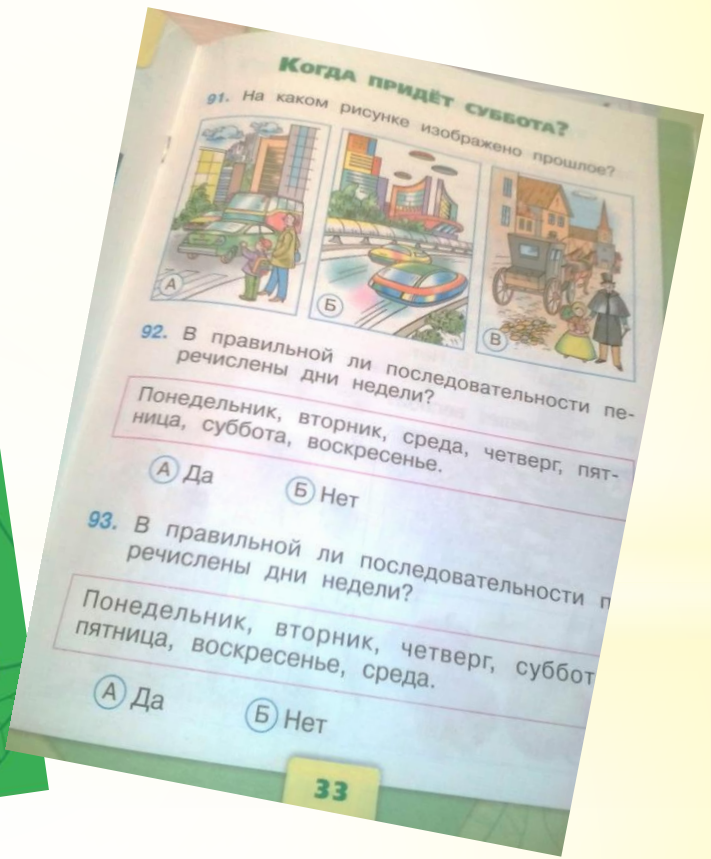 КОГДА ПРИДЁТ СУББОТА?
91. На каком рисунке изображено прошлое?
А
Б
В
92. В правильной ли последовательности пе-
речислены дни недели?
Понедельник, вторник, среда, четверг, пят-
ница, суббота, воскресенье.
А Да
Б Нет
93. В правильной ли последовательности п
речислены дни недели?
Понедельник, вторник, четверг, суббот
пятница, воскресенье, среда.
А Да
Б Нет
33